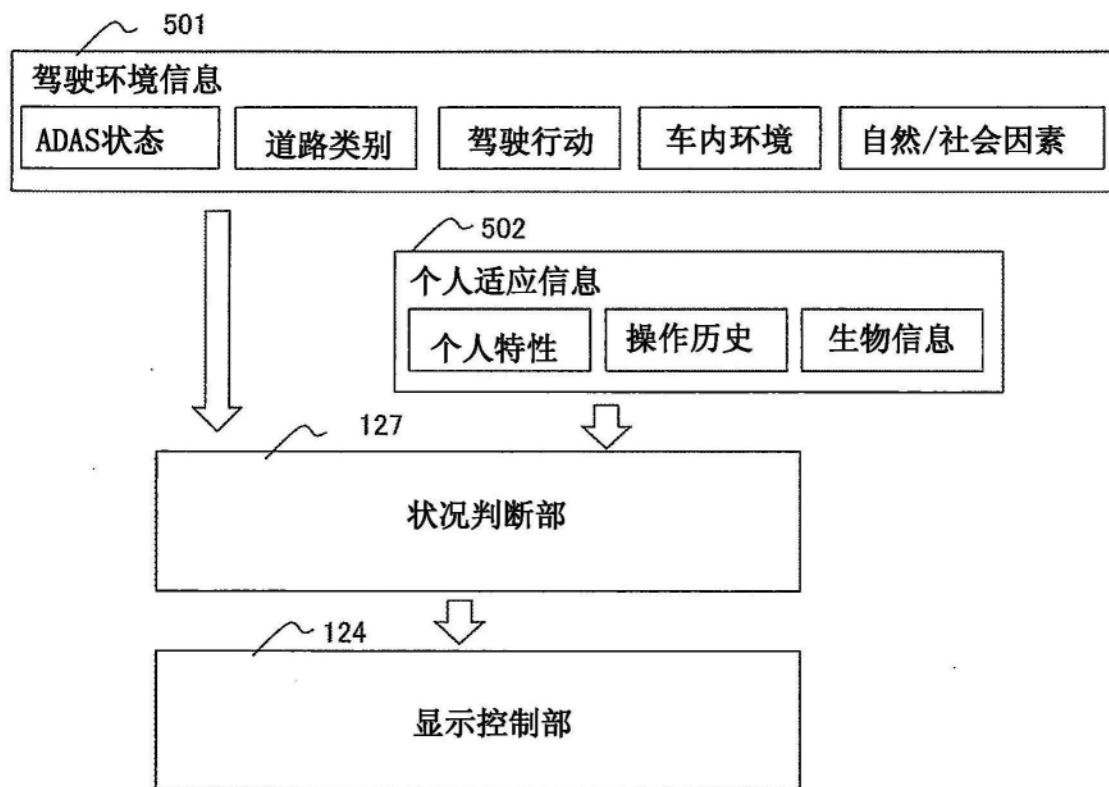 501
驾驶环境信息
ADAS状态 道路类别 驾驶行动 车内环境 自然/社会因素
502
个人适应信息
个人特性 操作历史 生物信息
127
状况判断部
124
显示控制部